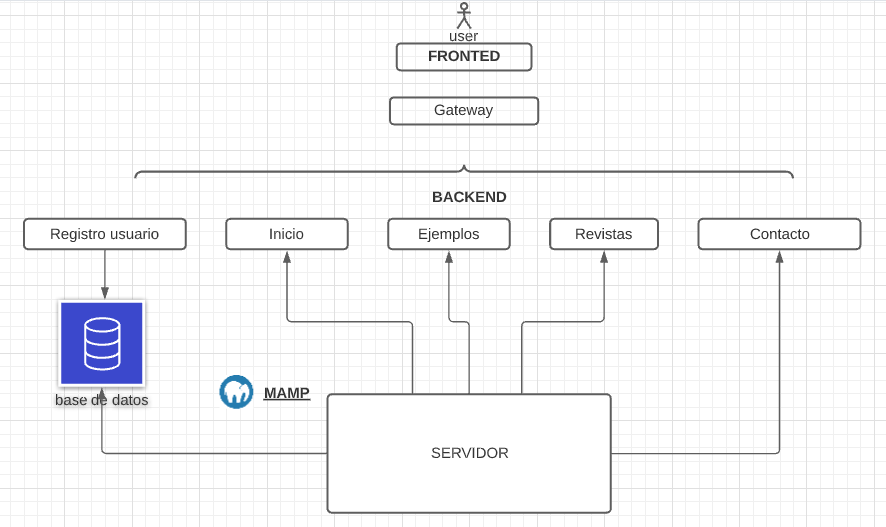 user
FRONTED
Gateway
BACKEND
Registro usuario
Inicio
Ejemplos
Revistas
Contacto
base de datos
MAMP
SERVIDOR